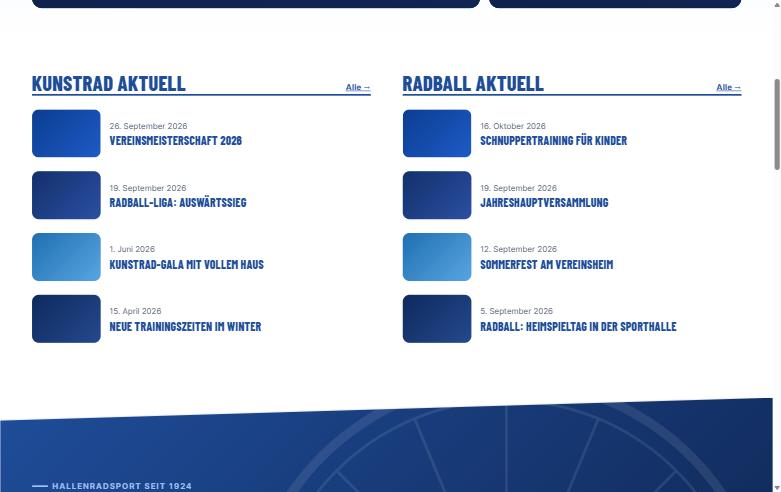 KUNSTRAD AKTUELL
Alle →
26. September 2026
VEREINSMEISTERSCHAFT 2026
19. September 2026
RADBALL-LIGA: AUSWÄRTSSIEG
1. Juni 2026
KUNSTRAD-GALA MIT VOLLEM HAUS
15. April 2026
NEUE TRAININGSZEITEN IM WINTER
RADBALL AKTUELL
Alle →
16. Oktober 2026
SCHNUPPERTRAINING FÜR KINDER
19. September 2026
JAHRESHAUPTVERSAMMLUNG
12. September 2026
SOMMERFEST AM VEREINSHEIM
5. September 2026
RADBALL: HEIMSPIELTAG IN DER SPORTHALLE
HALLENRADSPORT SEIT 1924